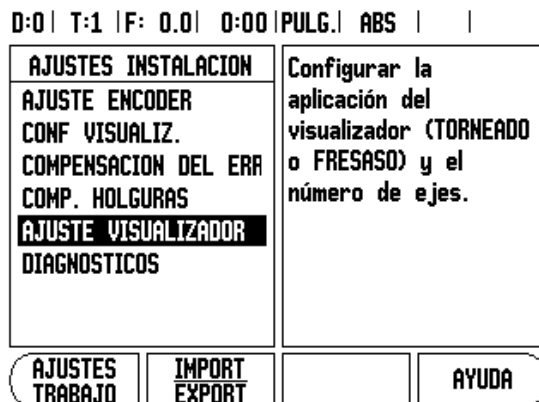 D:0 | T:1 | F: 0.0 | 0:00 | PULG. | ABS | |
AJUSTES INSTALACION
AJUSTE ENCODER
CONF VISUALIZ.
COMPENSACION DEL ERR
COMP. HOLGURAS
AJUSTE VISUALIZADOR
DIAGNOSTICOS
Configurar la
aplicación del
visualizador (TORNEADO
o FRESASO) y el
número de ejes.
AJUSTES
TRABAJO
IMPORT
EXPORT
AYUDA